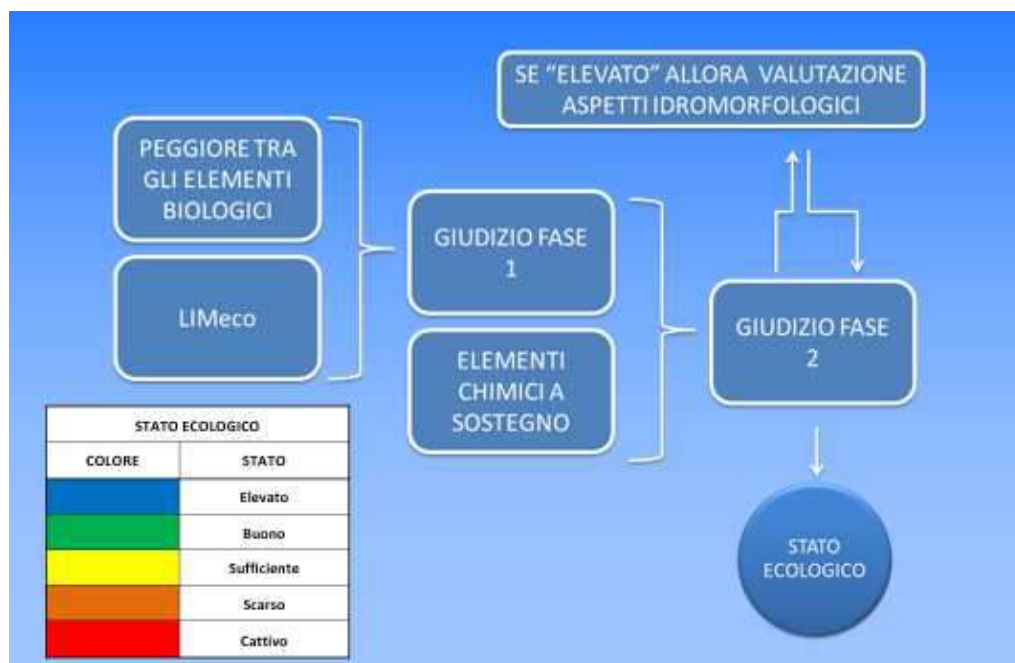 SE “ELEVATO” ALLORA VALUTAZIONE
ASPETTI IDROMORFOLOGICI
PEGGIORE TRA
GLI ELEMENTI
BIOLOGICI
LIMeco
GIUDIZIO FASE
1
ELEMENTI
CHIMICI A
SOSTEGNO
GIUDIZIO FASE
2
STATO
ECOLOGICO
STATO ECOLOGICO
COLORE STATO
Elevato
Buono
Sufficiente
Scarso
Cattivo